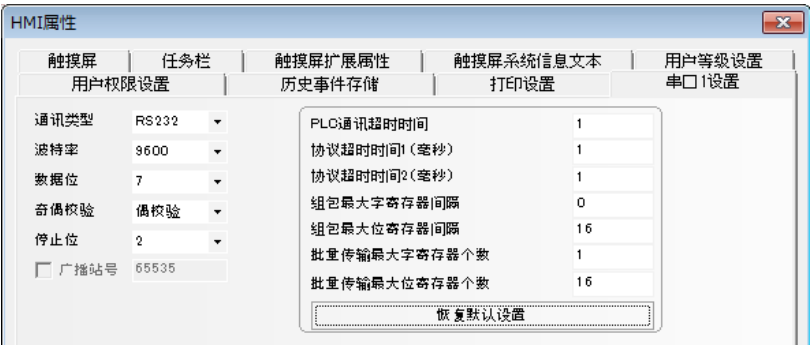 HMI属性
触摸屏 任务栏 触摸屏扩展属性 触摸屏系统信息文本 用户等级设置
用户权限设置 历史事件存储 打印设置 串口1设置
通讯类型 RS232
波特率 9600
数据位 7
奇偶校验 偶校验
停止位 2
广播站号 65535
PLC通讯超时时间 1
协议超时时间1(毫秒) 1
协议超时时间2(毫秒) 1
组包最大字寄存器间隔 0
组包最大位寄存器间隔 16
批量传输最大字寄存器个数 1
批量传输最大位寄存器个数 16
恢复默认设置